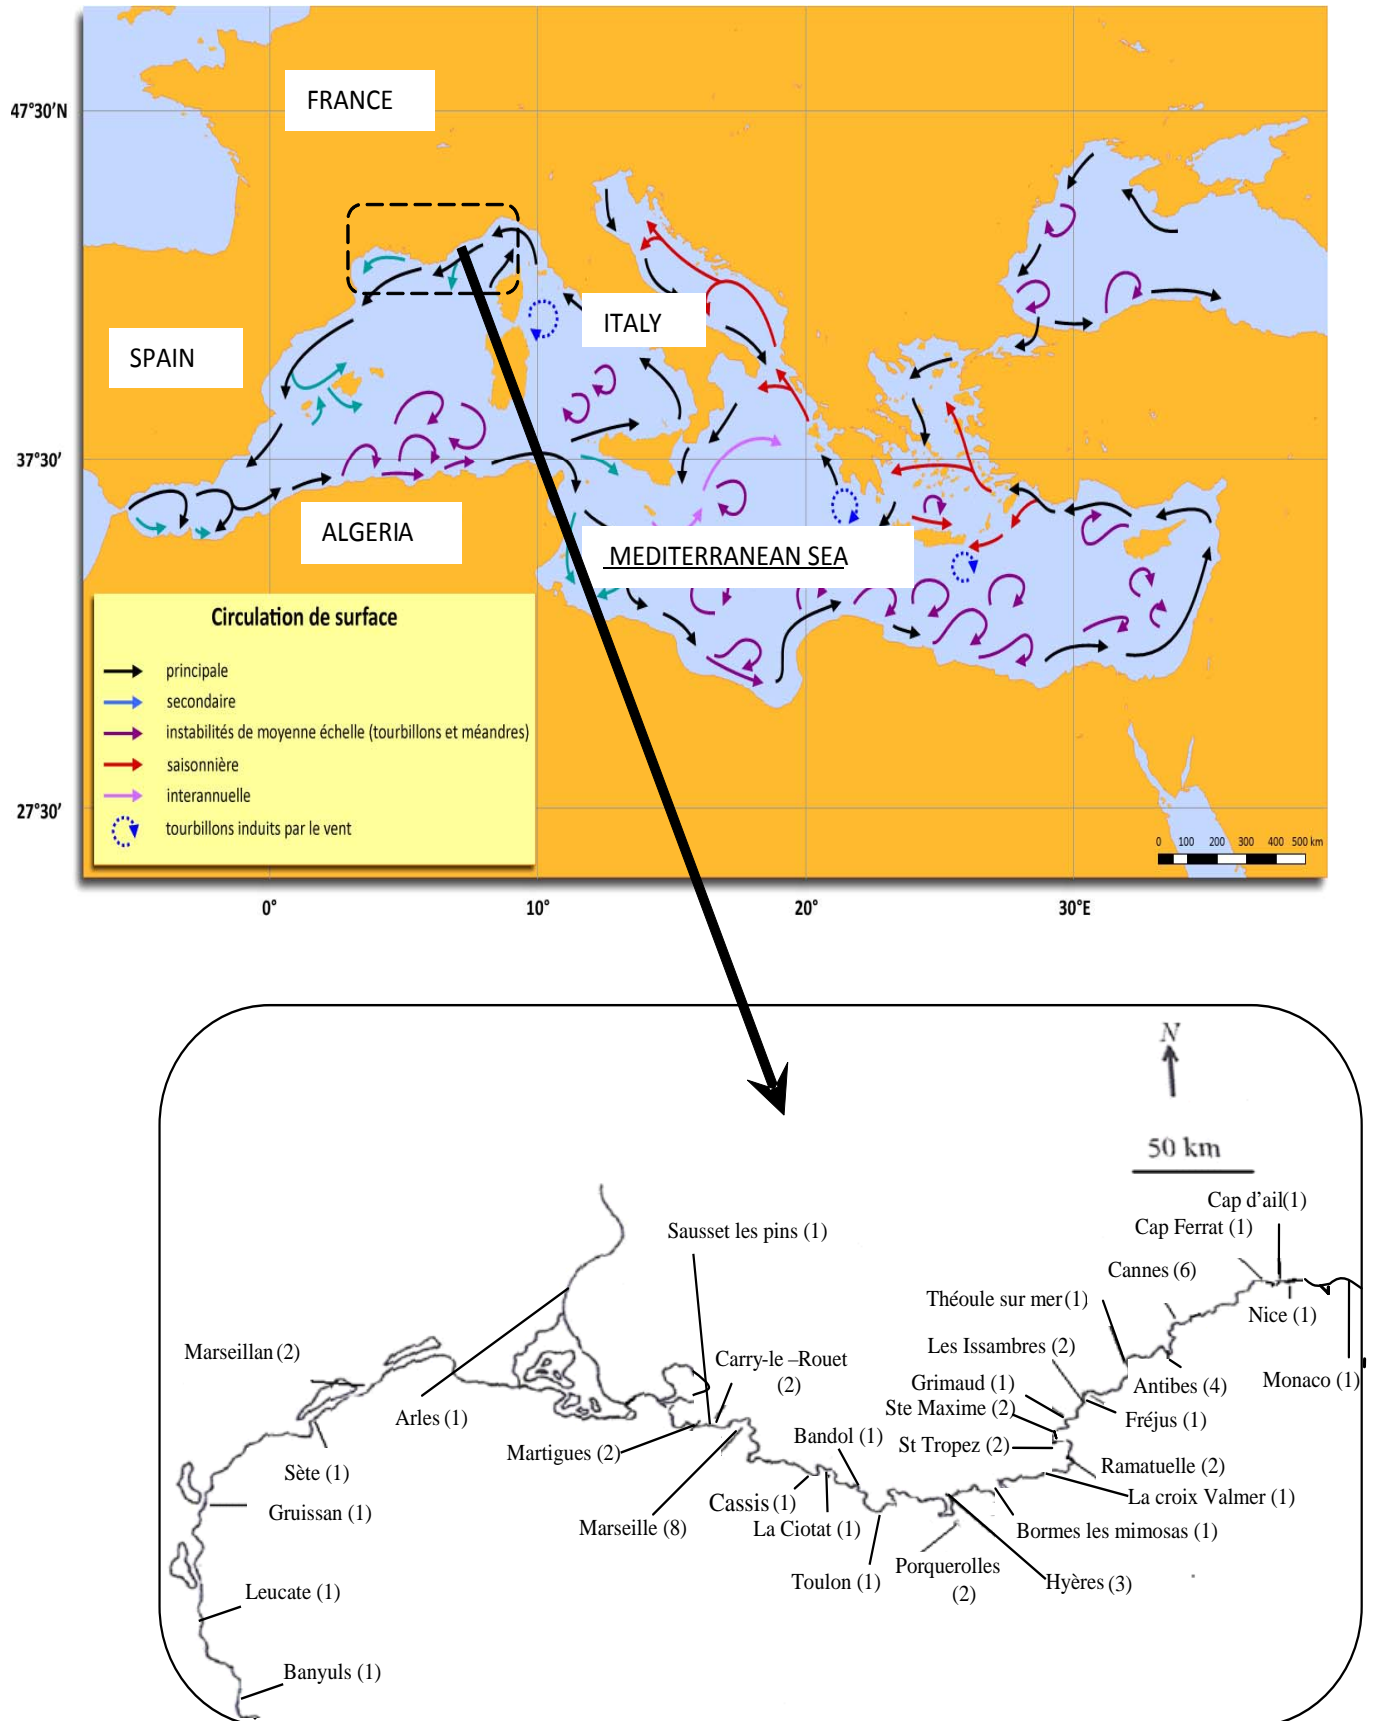 FRANCE
47°30’N
ITALY
SPAIN
37°30’
ALGERIA
MEDITERRANEAN SEA
Circulation de surface
principale
secondaire
instabilités de moyenne échelle (tourbillons et méandres)
saisonnière
interannuelle
tourbillons induits par le vent
27°30’
0 100 200 300 400 500 km
0° 10° 20° 30°E
N
50 km
Cap d’ail(1)
Cap Ferrat (1)
Sausset les pins (1)
Cannes (6)
Théoule sur mer(1)
Nice (1)
Les Issambres (2)
Marseillan (2)
Carry-le –Rouet
(2)
Grimaud (1)
Antibes (4)
Monaco (1)
Arles (1)
Ste Maxime (2)
Fréjus (1)
Bandol (1)
St Tropez (2)
Martigues (2)
Ramatuelle (2)
Sète (1)
La croix Valmer (1)
Gruissan (1)
Cassis (1)
Marseille (8)
La Ciotat (1)
Bormes les mimosas (1)
Porquerolles
(2)
Toulon (1)
Hyères (3)
Leucate (1)
Banyuls (1)